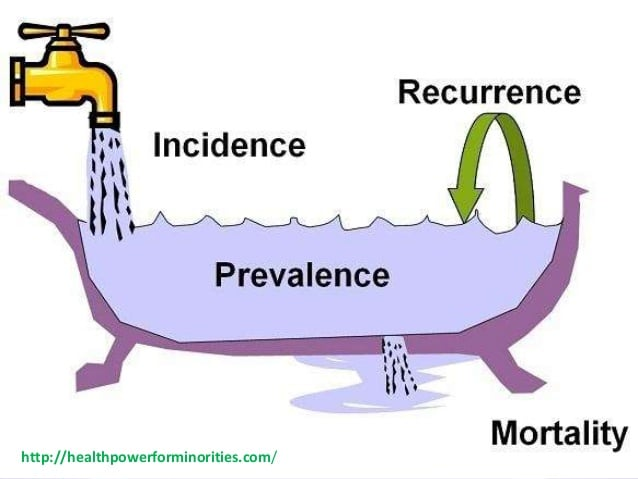 Recurrence
Incidence
Prevalence
Mortality
http://healthpowerforminorities.com/